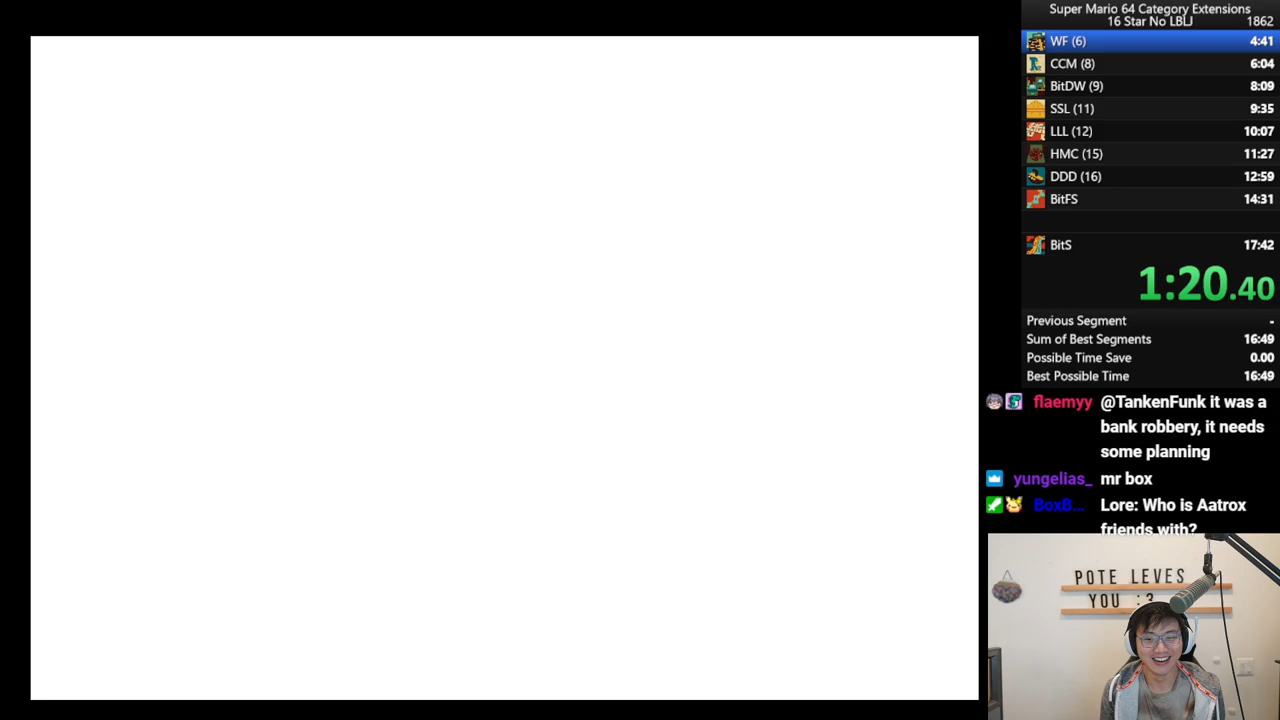 Super Mario 64 Category Extensions
16 Star No LBLJ 1862
WF (6) 4:41
CCM (8) 6:04
BitDW (9) 8:09
SSL (11) 9:35
LLL (12) 10:07
HMC (15) 11:27
DDD (16) 12:59
BitFS 14:31
BitS 17:42
1:20.40
Previous Segment -
Sum of Best Segments 16:49
Possible Time Save 0.00
Best Possible Time 16:49
flaemyy @TankenFunk it was a
bank robbery, it needs
some planning
yungelias_ mr box
BoxB... Lore: Who is Aatrox
friends with?
POTE LEVES
YOU :3